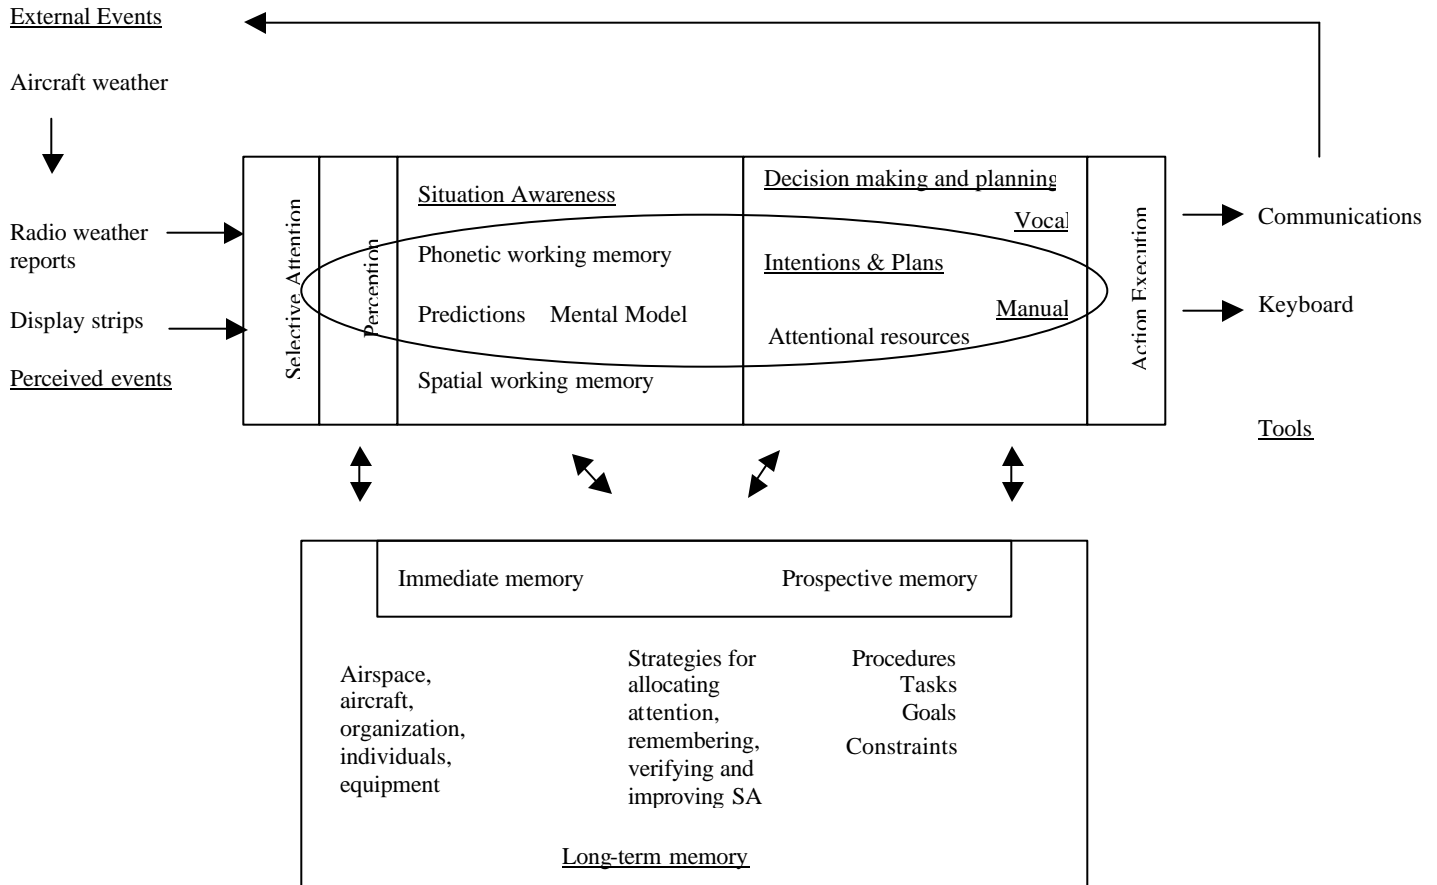 External Events
Aircraft weather
Radio weather
reports
Display strips
Perceived events
Selective Attention
Perception
Situation Awareness
Phonetic working memory
Predictions Mental Model
Spatial working memory
Decision making and planning
Vocal
Intentions & Plans
Manual
Attentional resources
Action Execution
Communications
Keyboard
Tools
Immediate memory
Prospective memory
Airspace,
aircraft,
organization,
individuals,
equipment
Strategies for
allocating
attention,
remembering,
verifying and
improving SA
Procedures
Tasks
Goals
Constraints
Long-term memory